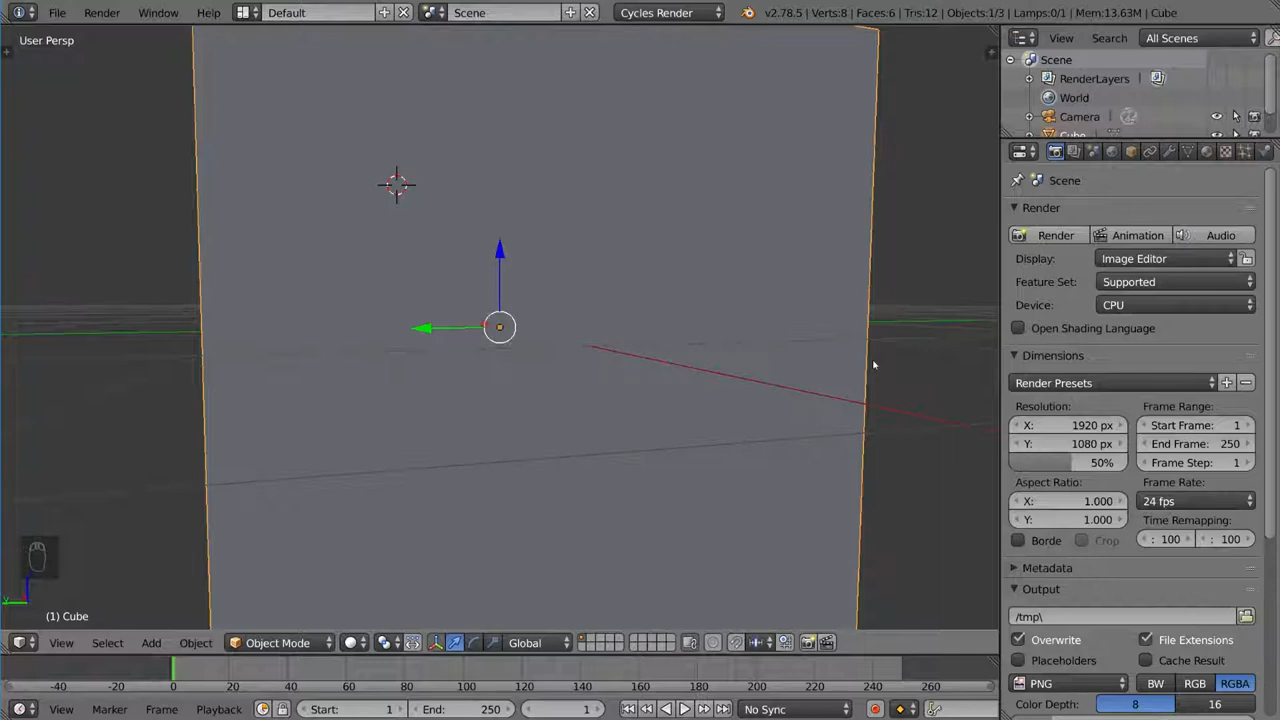 File Render Window Help Default Scene Cycles Render v2.78.5 | Verts:8 | Faces:6 | Tris:12 | Objects:1/3 | Lamps:0/1 | Mem:13.63M | Cube
User Persp
View Search All Scenes
Scene
RenderLayers
World
Camera
Cube
Scene
Render
Render Animation Audio
Display: Image Editor
Feature Set: Supported
Device: CPU
Open Shading Language
Dimensions
Render Presets
Resolution: Frame Range:
X: 1920 px Start Frame: 1
Y: 1080 px End Frame: 250
50% Frame Step: 1
Aspect Ratio: Frame Rate:
X: 1.000 24 fps
Y: 1.000 Time Remapping:
Borde Crop : 100 : 100
Metadata
Output
/tmp\
Overwrite File Extensions
Placeholders Cache Result
PNG BW RGB RGBA
Color Depth: 8 16
y
(1) Cube
View Select Add Object Object Mode Global
-40 -20 0 20 40 60 80 100 120 140 160 180 200 220 240 260
View Marker Frame Playback Start: 1 End: 250 1 No Sync